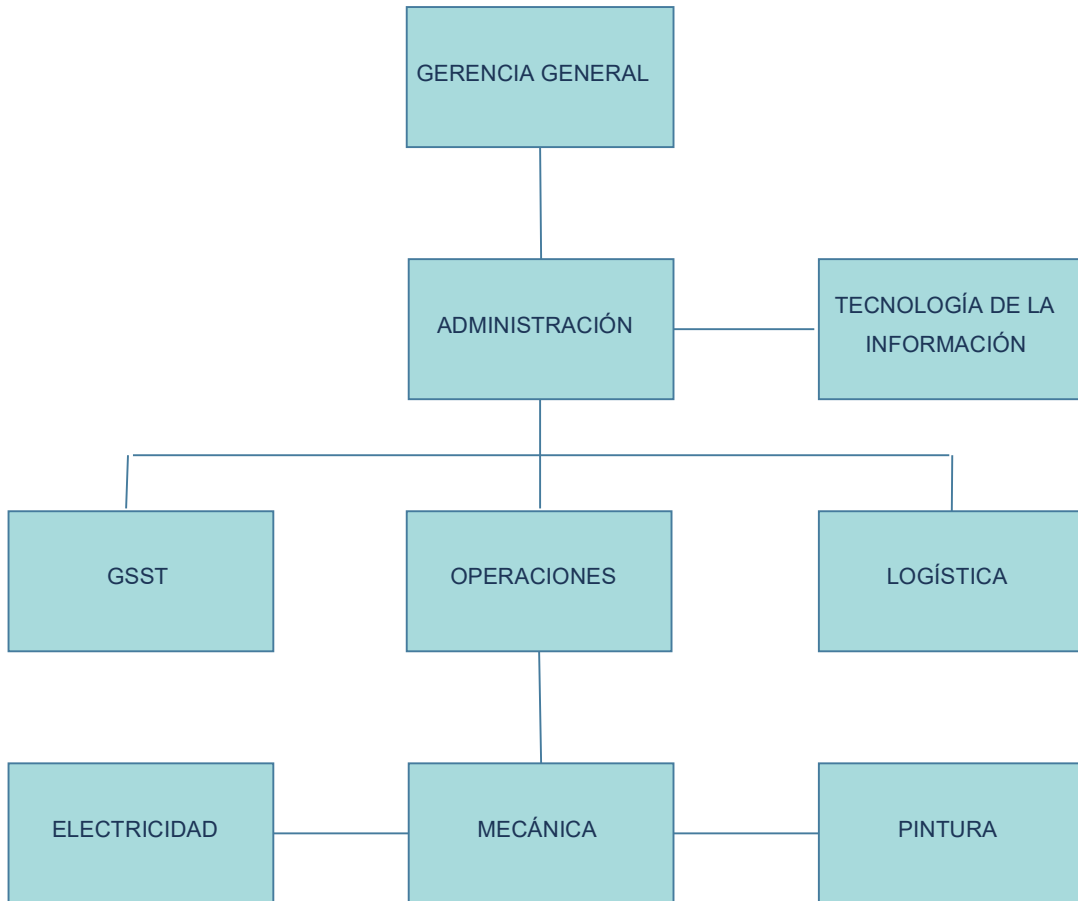 GERENCIA GENERAL
ADMINISTRACIÓN
TECNOLOGÍA DE LA
INFORMACIÓN
GSST
OPERACIONES
LOGÍSTICA
ELECTRICIDAD
MECÁNICA
PINTURA